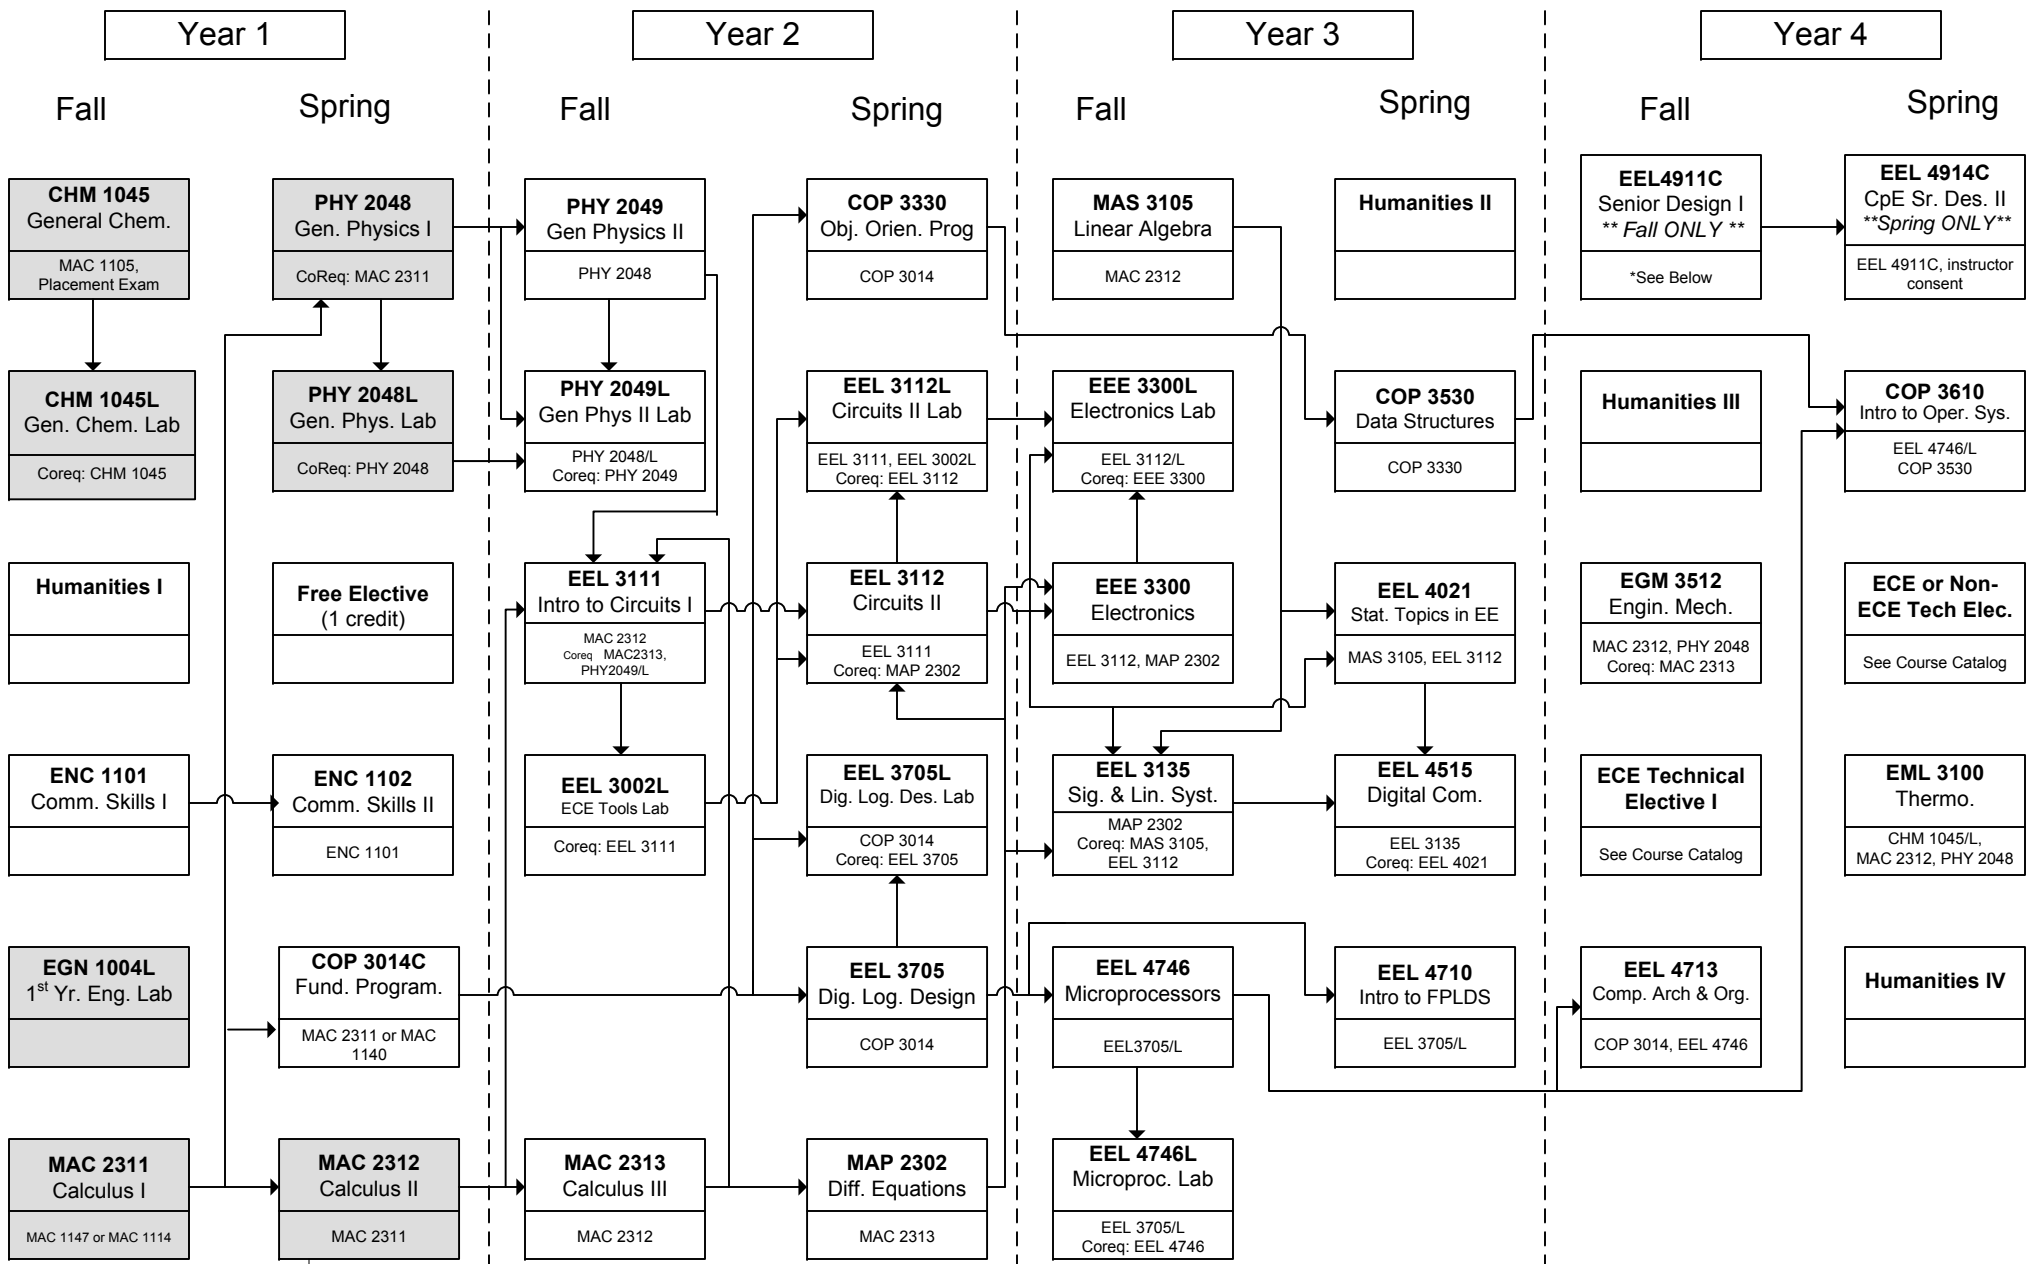 Year 1
Year 2
Year 3
Year 4
Fall
Spring
Fall
Spring
Fall
Spring
Fall
Spring
CHM 1045
General Chem.
MAC 1105,
Placement Exam
PHY 2048
Gen. Physics I
CoReq: MAC 2311
PHY 2049
Gen Physics II
PHY 2048
COP 3330
Obj. Orien. Prog
COP 3014
MAS 3105
Linear Algebra
MAC 2312
Humanities II
EEL4911C
Senior Design I
** Fall ONLY **
*See Below
EEL 4914C
CpE Sr. Des. II
**Spring ONLY**
EEL 4911C, instructor
consent
CHM 1045L
Gen. Chem. Lab
Coreq: CHM 1045
PHY 2048L
Gen. Phys. Lab
CoReq: PHY 2048
PHY 2049L
Gen Phys II Lab
PHY 2048/L
Coreq: PHY 2049
EEL 3112L
Circuits II Lab
EEL 3111, EEL 3002L
Coreq: EEL 3112
EEE 3300L
Electronics Lab
EEL 3112/L
Coreq: EEE 3300
COP 3530
Data Structures
COP 3330
Humanities III
COP 3610
Intro to Oper. Sys.
EEL 4746/L
COP 3530
Humanities I
Free Elective
(1 credit)
EEL 3111
Intro to Circuits I
MAC 2312
Coreq MAC2313,
PHY2049/L
EEL 3112
Circuits II
EEL 3111
Coreq: MAP 2302
EEE 3300
Electronics
EEL 3112, MAP 2302
EEL 4021
Stat. Topics in EE
MAS 3105, EEL 3112
EGM 3512
Engin. Mech.
MAC 2312, PHY 2048
Coreq: MAC 2313
ECE or Non-
ECE Tech Elec.
See Course Catalog
ENC 1101
Comm. Skills I
ENC 1102
Comm. Skills II
ENC 1101
EEL 3002L
ECE Tools Lab
Coreq: EEL 3111
EEL 3705L
Dig. Log. Des. Lab
COP 3014
Coreq: EEL 3705
EEL 3135
Sig. & Lin. Syst.
MAP 2302
Coreq: MAS 3105,
EEL 3112
EEL 4515
Digital Com.
EEL 3135
Coreq: EEL 4021
ECE Technical
Elective I
See Course Catalog
EML 3100
Thermo.
CHM 1045/L,
MAC 2312, PHY 2048
EGN 1004L
1st Yr. Eng. Lab
COP 3014C
Fund. Program.
MAC 2311 or MAC
1140
EEL 3705
Dig. Log. Design
COP 3014
EEL 4746
Microprocessors
EEL3705/L
EEL 4710
Intro to FPLDS
EEL 3705/L
EEL 4713
Comp. Arch & Org.
COP 3014, EEL 4746
Humanities IV
MAC 2311
Calculus I
MAC 1147 or MAC 1114
MAC 2312
Calculus II
MAC 2311
MAC 2313
Calculus III
MAC 2312
MAP 2302
Diff. Equations
MAC 2313
EEL 4746L
Microproc. Lab
EEL 3705/L
Coreq: EEL 4746